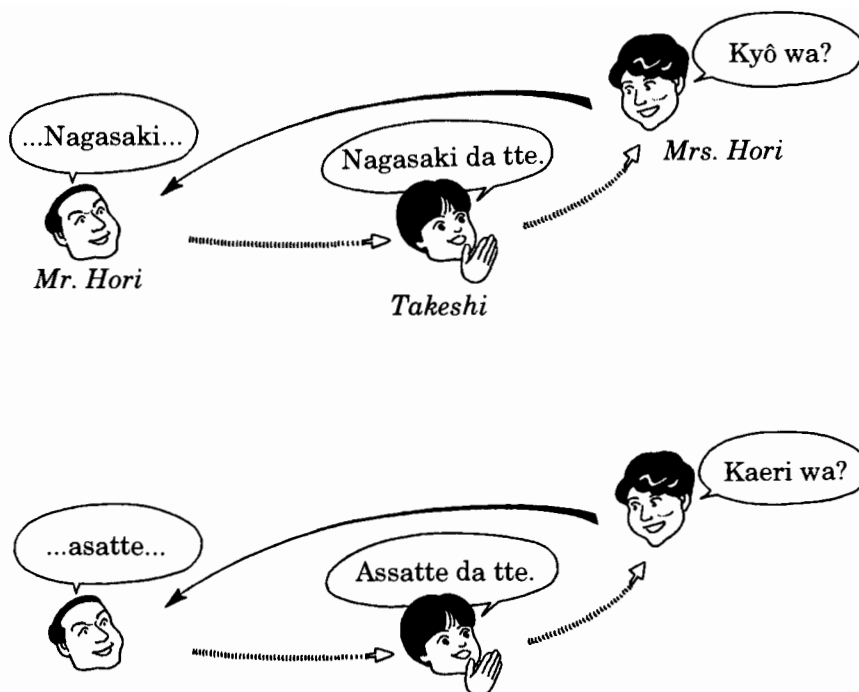 Kyô wa?
...Nagasaki...
Nagasaki da tte.
Mrs. Hori
Mr. Hori
Takeshi
Kaeri wa?
...asatte...
Assatte da tte.